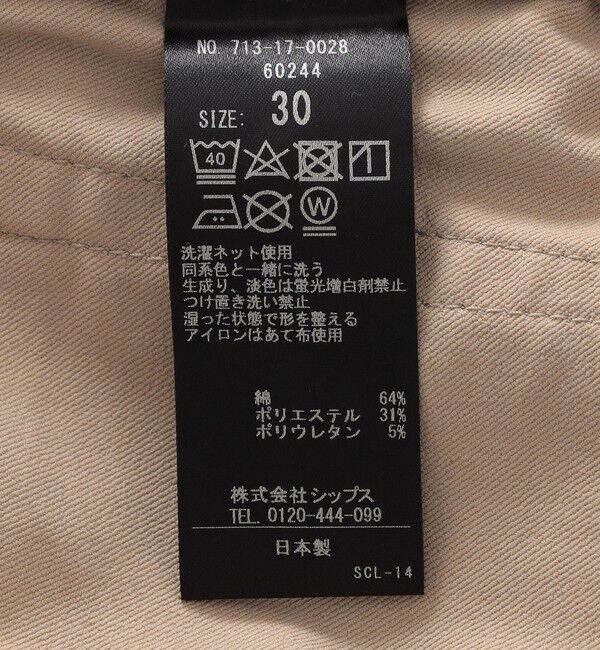 NO. 713-17-0028
60244
SIZE: 30
40
W
洗濯ネット使用
同系色と一緒に洗う
生成り、淡色は蛍光増白剤禁止
つけ置き洗い禁止
湿った状態で形を整える
アイロンはあて布使用
綿 64%
ポリエステル 31%
ポリウレタン 5%
株式会社シップス
TEL. 0120-444-099
日本製
SCL-14